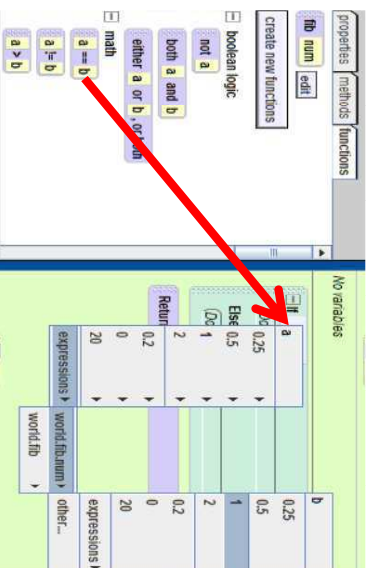 properties methods functions
fib num edit
create new functions
boolean logic
not a
both a and b
either a or b , or both
math
a == b
a != b
a > b
No variables
If
Else
Retur
a
0.25
0.5
1
2
0.2
0
20
expressions
world.fib.num
world.fib
b
0.25
0.5
1
2
0.2
0
20
expressions
other...